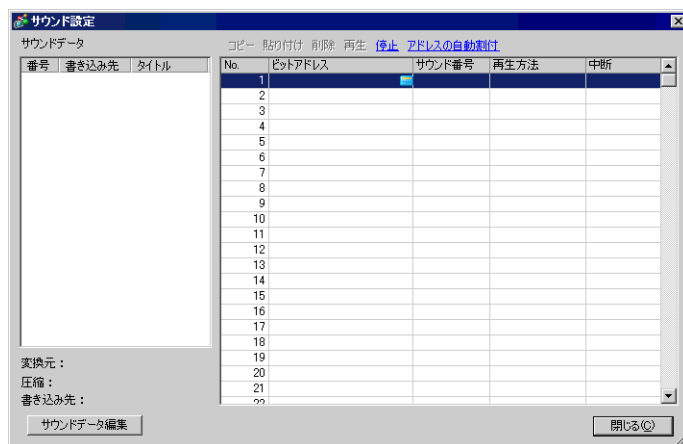 サウンド設定
サウンドデータ
コピー 貼り付け 削除 再生 停止 アドレスの自動割付
番号 書き込み先 タイトル
No. ビットアドレス サウンド番号 再生方法 中断
1
2
3
4
5
6
7
8
9
10
11
12
13
14
15
16
17
18
19
20
21
22
変換元：
圧縮：
書き込み先：
サウンドデータ編集
閉じる(C)